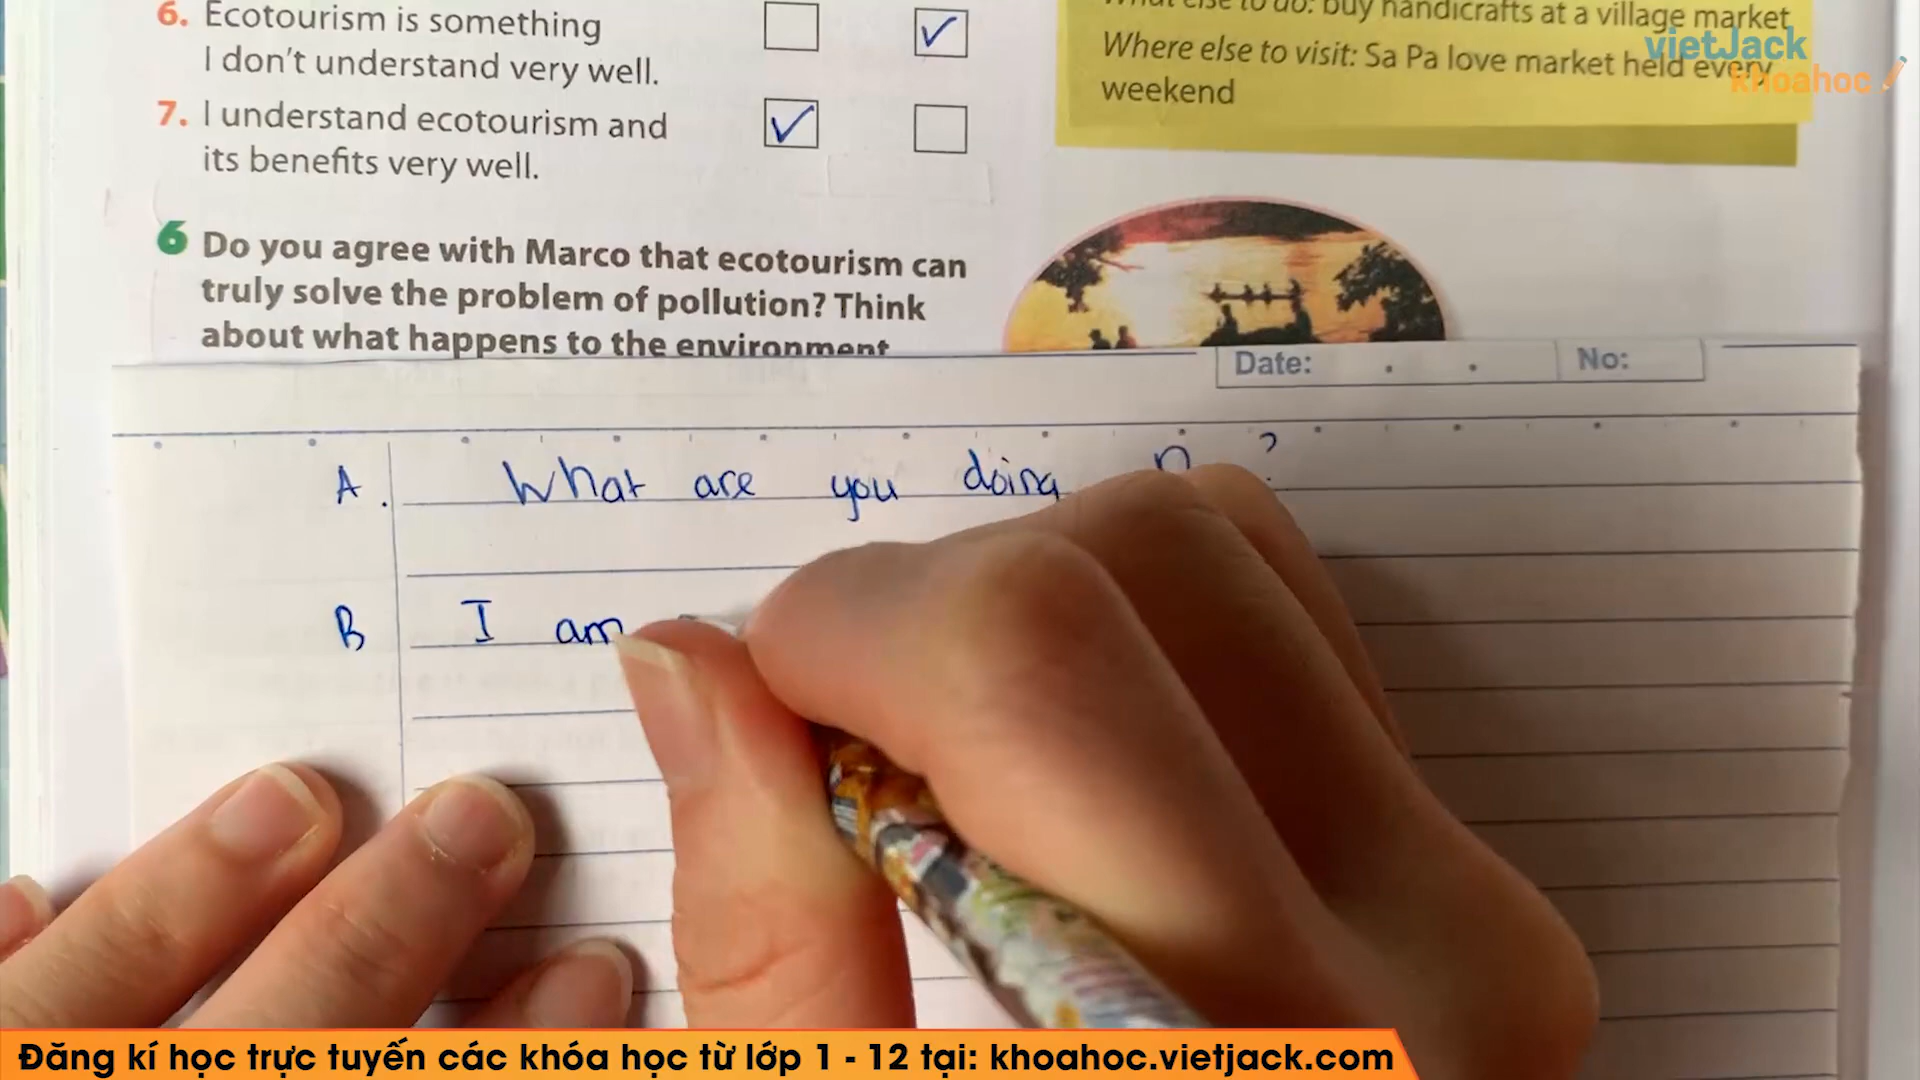 6. Ecotourism is something
I don't understand very well.
7. I understand ecotourism and
its benefits very well.
6 Do you agree with Marco that ecotourism can
truly solve the problem of pollution? Think
about what happens to the environment
What else to do: buy handicrafts at a village market
Where else to visit: Sa Pa love market held every
weekend
vietJack
khoahoc
Date: . . No:
A. What are you doing ?
B I am
Đăng kí học trực tuyến các khóa học từ lớp 1 - 12 tại: khoahoc.vietjack.com